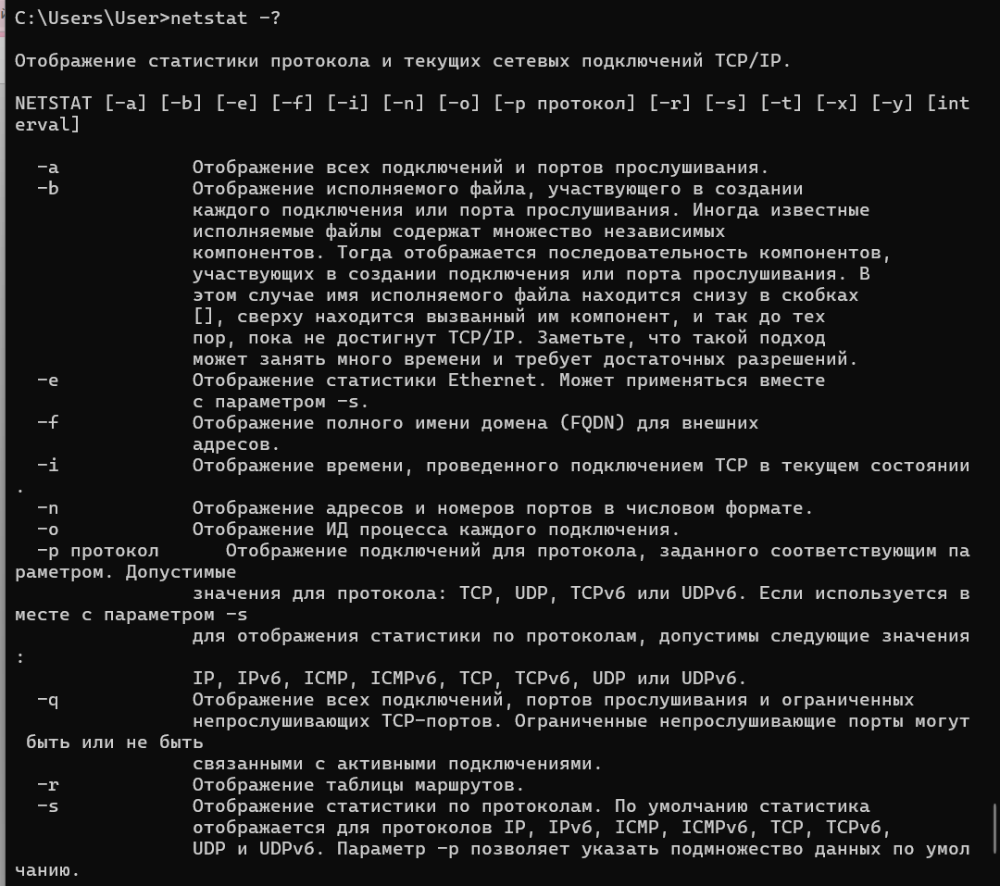 C:\Users\User>netstat -?
Отображение статистики протокола и текущих сетевых подключений TCP/IP.
NETSTAT [-a] [-b] [-e] [-f] [-i] [-n] [-o] [-p протокол] [-r] [-s] [-t] [-x] [-y] [int
erval]
-a Отображение всех подключений и портов прослушивания.
-b Отображение исполняемого файла, участвующего в создании
каждого подключения или порта прослушивания. Иногда известные
исполняемые файлы содержат множество независимых
компонентов. Тогда отображается последовательность компонентов,
участвующих в создании подключения или порта прослушивания. В
этом случае имя исполняемого файла находится снизу в скобках
[], сверху находится вызванный им компонент, и так до тех
пор, пока не достигнут TCP/IP. Заметьте, что такой подход
может занять много времени и требует достаточных разрешений.
-e Отображение статистики Ethernet. Может применяться вместе
с параметром -s.
-f Отображение полного имени домена (FQDN) для внешних
адресов.
-i Отображение времени, проведенного подключением TCP в текущем состоянии
.
-n Отображение адресов и номеров портов в числовом формате.
-o Отображение ИД процесса каждого подключения.
-p протокол Отображение подключений для протокола, заданного соответствующим па
раметром. Допустимые
значения для протокола: TCP, UDP, TCPv6 или UDPv6. Если используется в
месте с параметром -s
для отображения статистики по протоколам, допустимы следующие значения
:
IP, IPv6, ICMP, ICMPv6, TCP, TCPv6, UDP или UDPv6.
-q Отображение всех подключений, портов прослушивания и ограниченных
непрослушивающих TCP-портов. Ограниченные непрослушивающие порты могут
быть или не быть
связанными с активными подключениями.
-r Отображение таблицы маршрутов.
-s Отображение статистики по протоколам. По умолчанию статистика
отображается для протоколов IP, IPv6, ICMP, ICMPv6, TCP, TCPv6,
UDP и UDPv6. Параметр -p позволяет указать подмножество данных по умол
чанию.